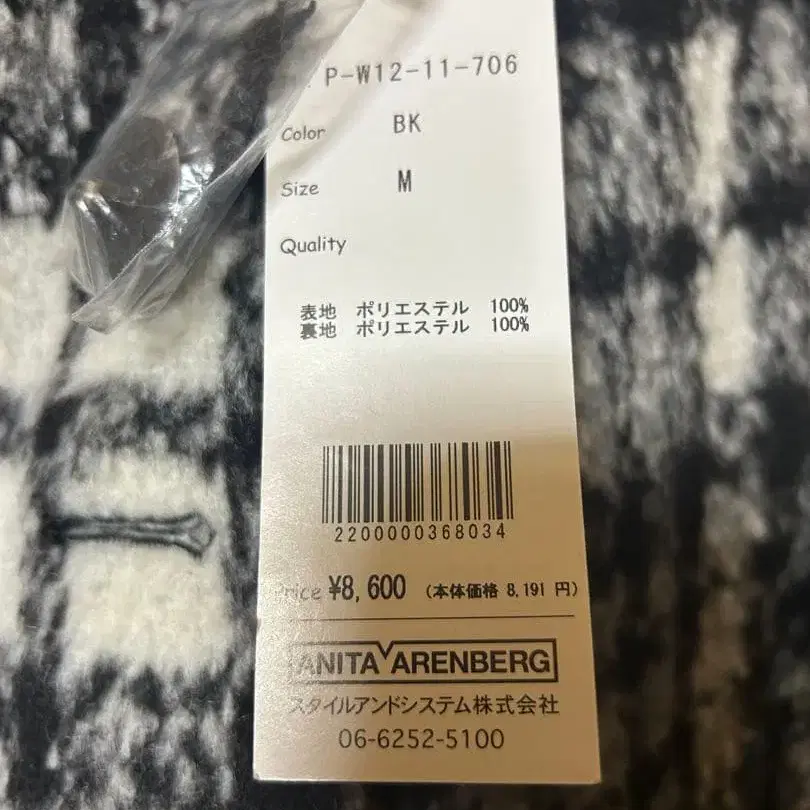 P-W12-11-706
Color BK
Size M
Quality
表地 ポリエステル 100%
裏地 ポリエステル 100%
2200000368034
Price ¥8,600 (本体価格 8,191 円)
ANITA ARENBERG
スタイルアンドシステム株式会社
06-6252-5100